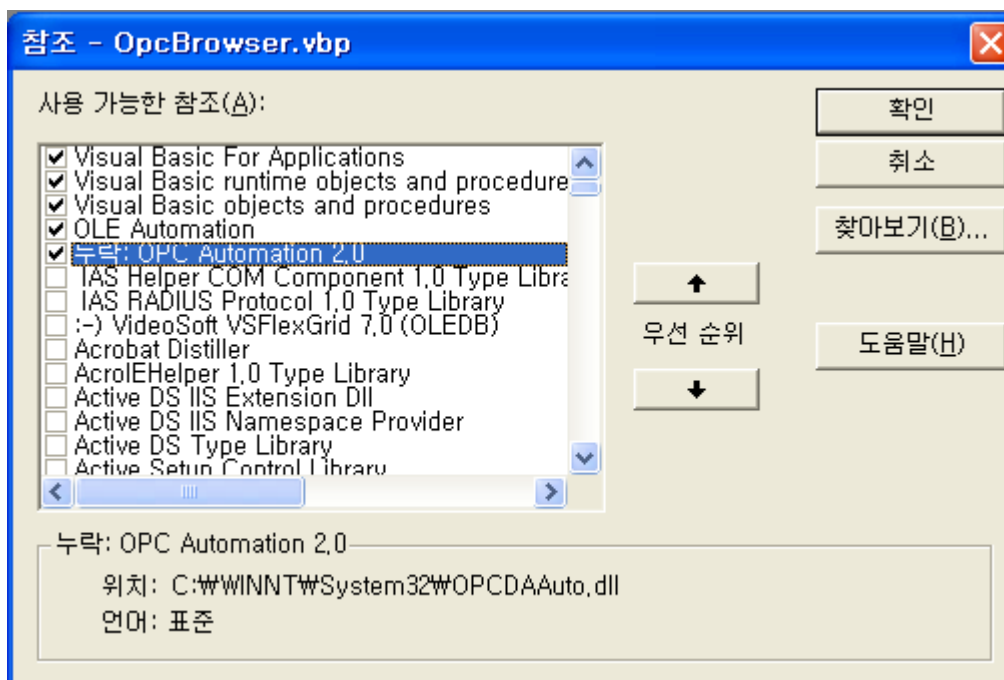 참조 - OpcBrowser.vbp
사용 가능한 참조(A):
Visual Basic For Applications
Visual Basic runtime objects and procedure
Visual Basic objects and procedures
OLE Automation
누락: OPC Automation 2.0
IAS Helper COM Component 1.0 Type Libra
IAS RADIUS Protocol 1.0 Type Library
:-) VideoSoft VSFlexGrid 7.0 (OLEDB)
Acrobat Distiller
AcroIEHelper 1.0 Type Library
Active DS IIS Extension Dll
Active DS IIS Namespace Provider
Active DS Type Library
Active Setup Control Library
확인
취소
찾아보기(B)...
우선 순위
도움말(H)
누락: OPC Automation 2.0
위치: C:₩WINNT₩System32₩OPCDAAuto.dll
언어: 표준